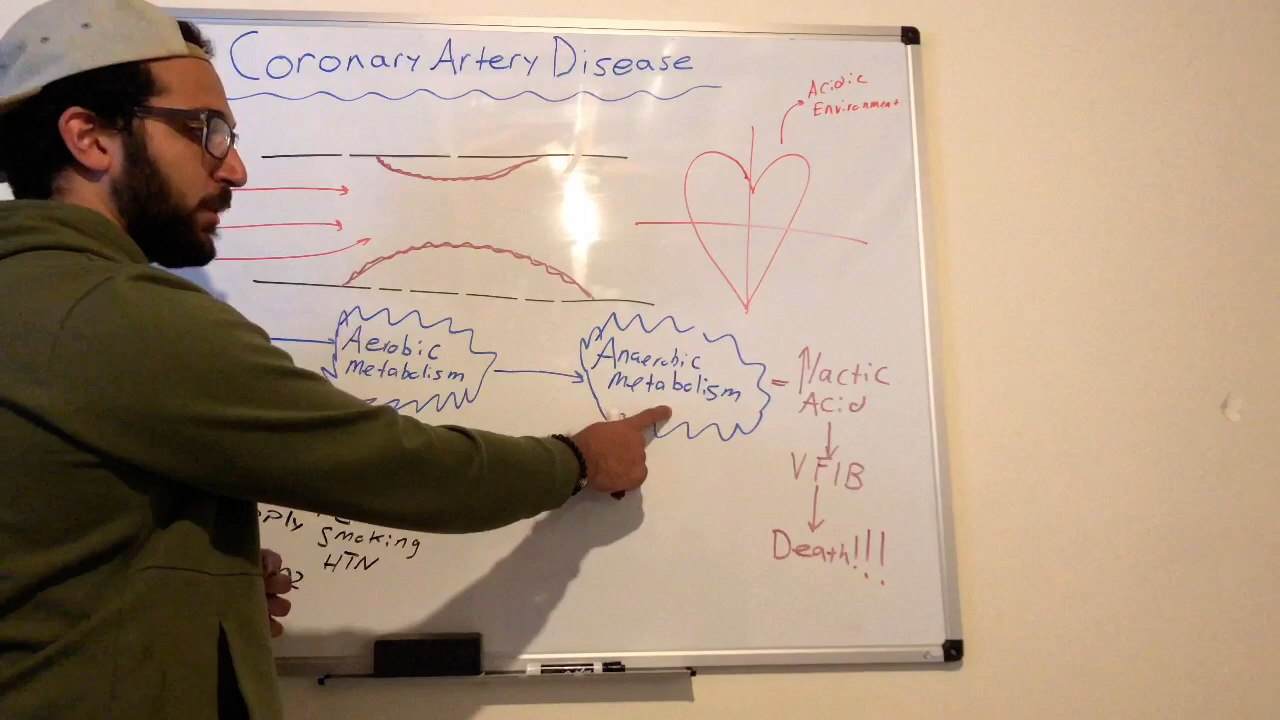 Coronary Artery Disease
Acidic
Environment
Aerobic
metabolism
Anaerobic
metabolism
= ↑lactic
Acid
VFIB
Death!!!
Smoking
HTN